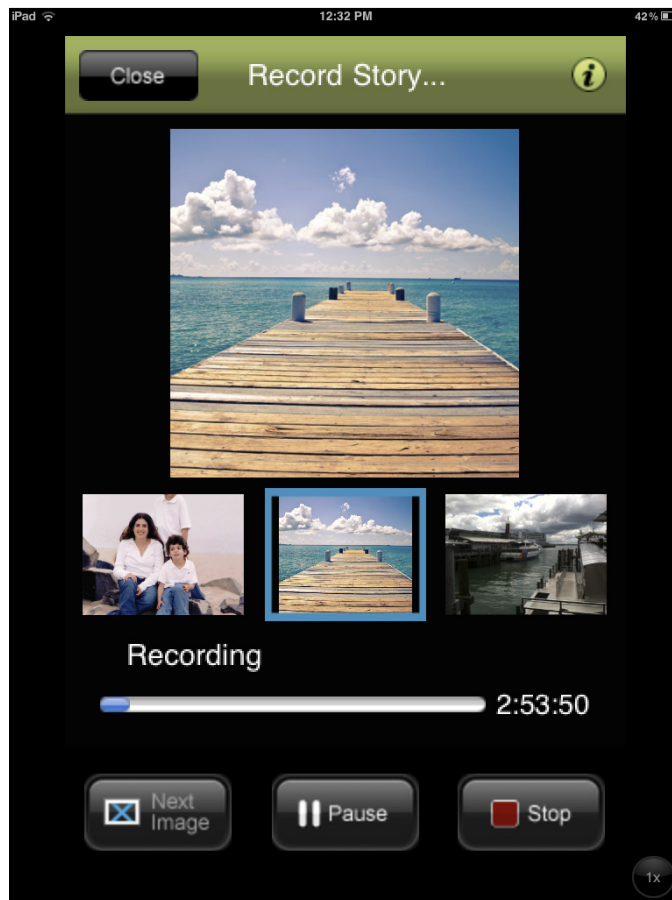 iPad 12:32 PM 42%
Close Record Story... i
Recording
2:53:50
Next
Image
Pause
Stop
1x